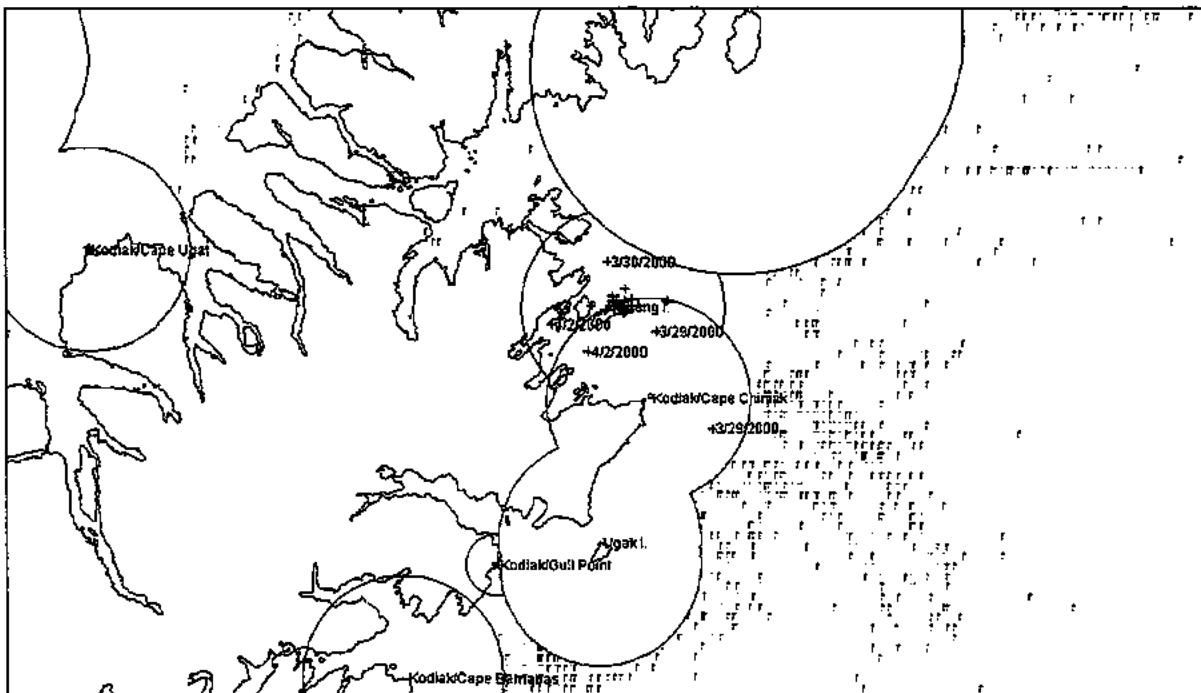 Kodiak/Cape Ugat
+3/30/2000
+3/29/2000
+4/2/2000
Kodiak/Cape Chiniak
+3/29/2000
Ugak I.
Kodiak/Gull Point
Kodiak/Cape Barnabas